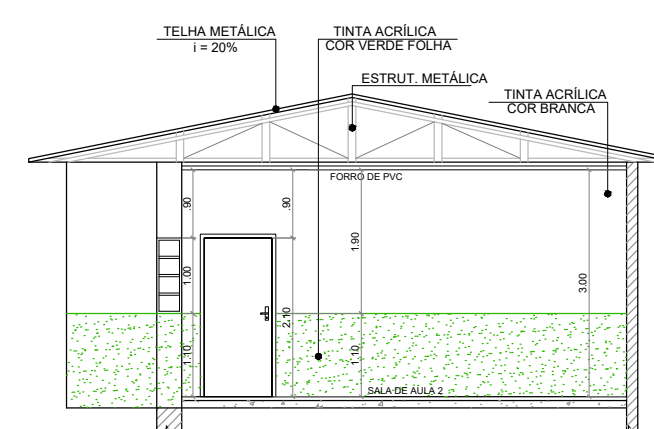 TELHA METÁLICA
i = 20%
TINTA ACRÍLICA
COR VERDE FOLHA
ESTRUT. METÁLICA
TINTA ACRÍLICA
COR BRANCA
FORRO DE PVC
.90
.90
1.90
1.00
3.00
2.10
1.10
1.10
SALA DE AULA 2